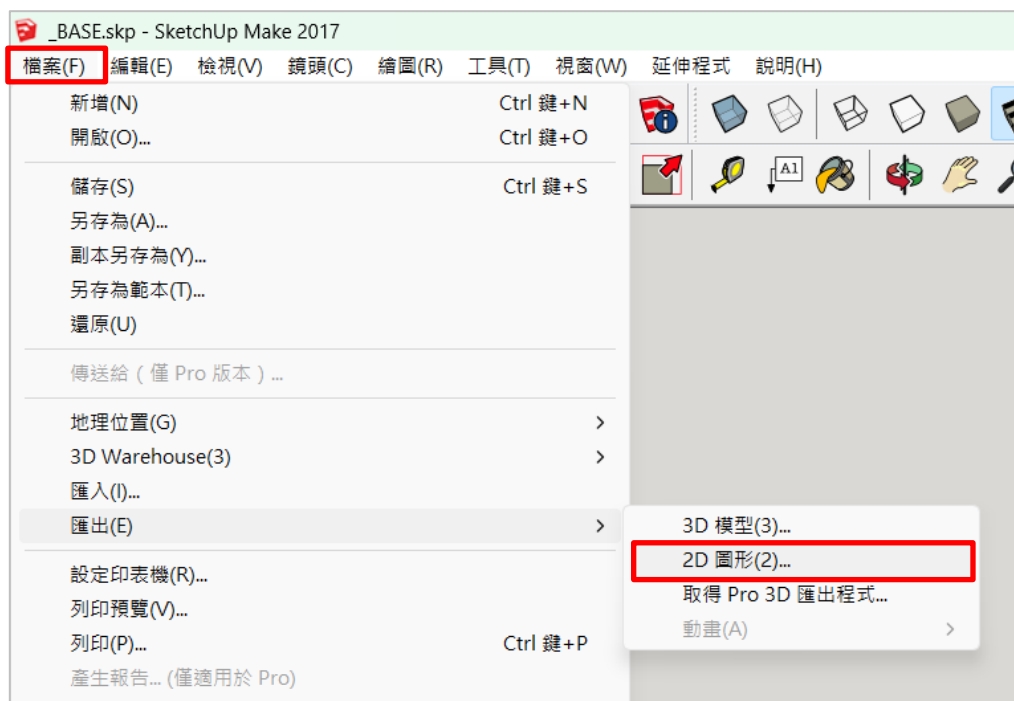 _BASE.skp - SketchUp Make 2017
檔案(F) 編輯(E) 檢視(V) 鏡頭(C) 繪圖(R) 工具(T) 視窗(W) 延伸程式 說明(H)
新增(N) Ctrl 鍵+N
開啟(O)... Ctrl 鍵+O
儲存(S) Ctrl 鍵+S
另存為(A)...
副本另存為(Y)...
另存為範本(T)...
還原(U)
傳送給 ( 僅 Pro 版本 ) ...
地理位置(G)
3D Warehouse(3)
匯入(I)...
匯出(E)
設定印表機(R)...
列印預覽(V)...
列印(P)... Ctrl 鍵+P
產生報告... (僅適用於 Pro)
3D 模型(3)...
2D 圖形(2)...
取得 Pro 3D 匯出程式...
動畫(A)
A1